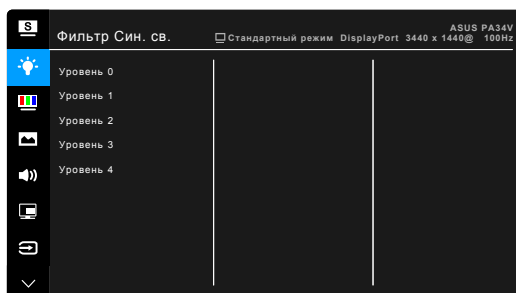 S
ASUS PA34V
Фильтр Син. св.
Стандартный режим DisplayPort 3440 x 1440@ 100Hz
Уровень 0
Уровень 1
Уровень 2
Уровень 3
Уровень 4